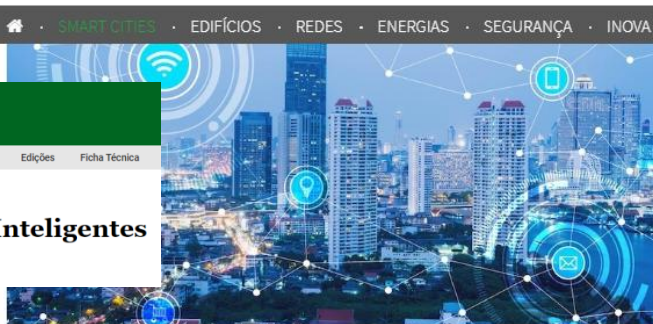 · SMART CITIES · EDIFÍCIOS · REDES · ENERGIAS · SEGURANÇA · INOVA
Edições Ficha Técnica
Inteligentes